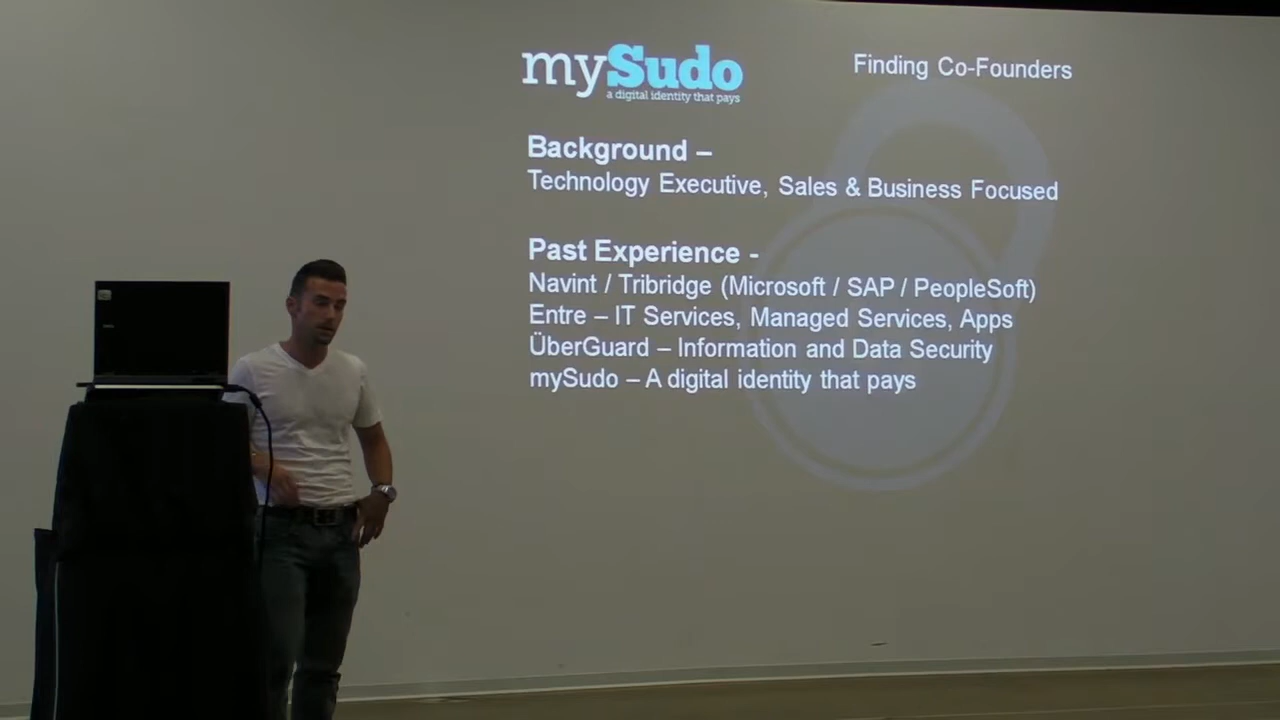 mySudo
a digital identity that pays
Finding Co-Founders
Background –
Technology Executive, Sales & Business Focused
Past Experience -
Navint / Tribridge (Microsoft / SAP / PeopleSoft)
Entre – IT Services, Managed Services, Apps
ÜberGuard – Information and Data Security
mySudo – A digital identity that pays